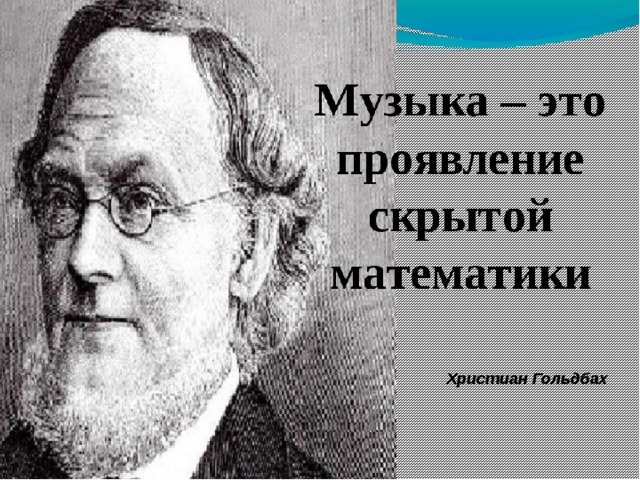 Музыка – это
проявление
скрытой
математики
Христиан Гольдбах